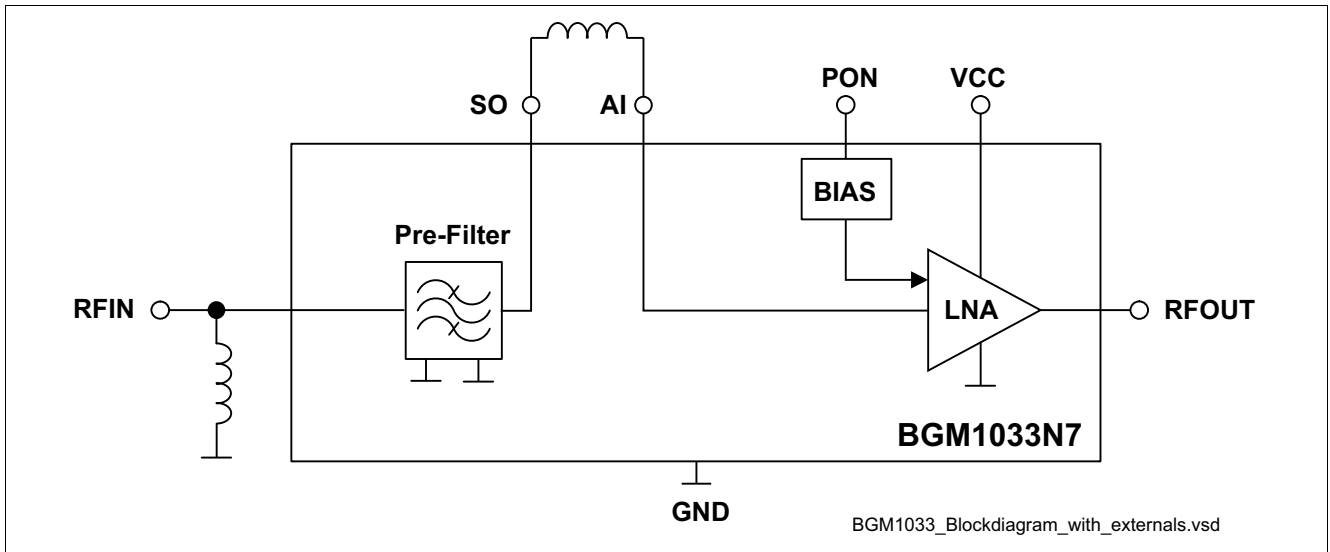 PON
VCC
SO
AI
BIAS
Pre-Filter
RFIN
LNA
RFOUT
BGM1033N7
GND
BGM1033_Blockdiagram_with_externals.vsd